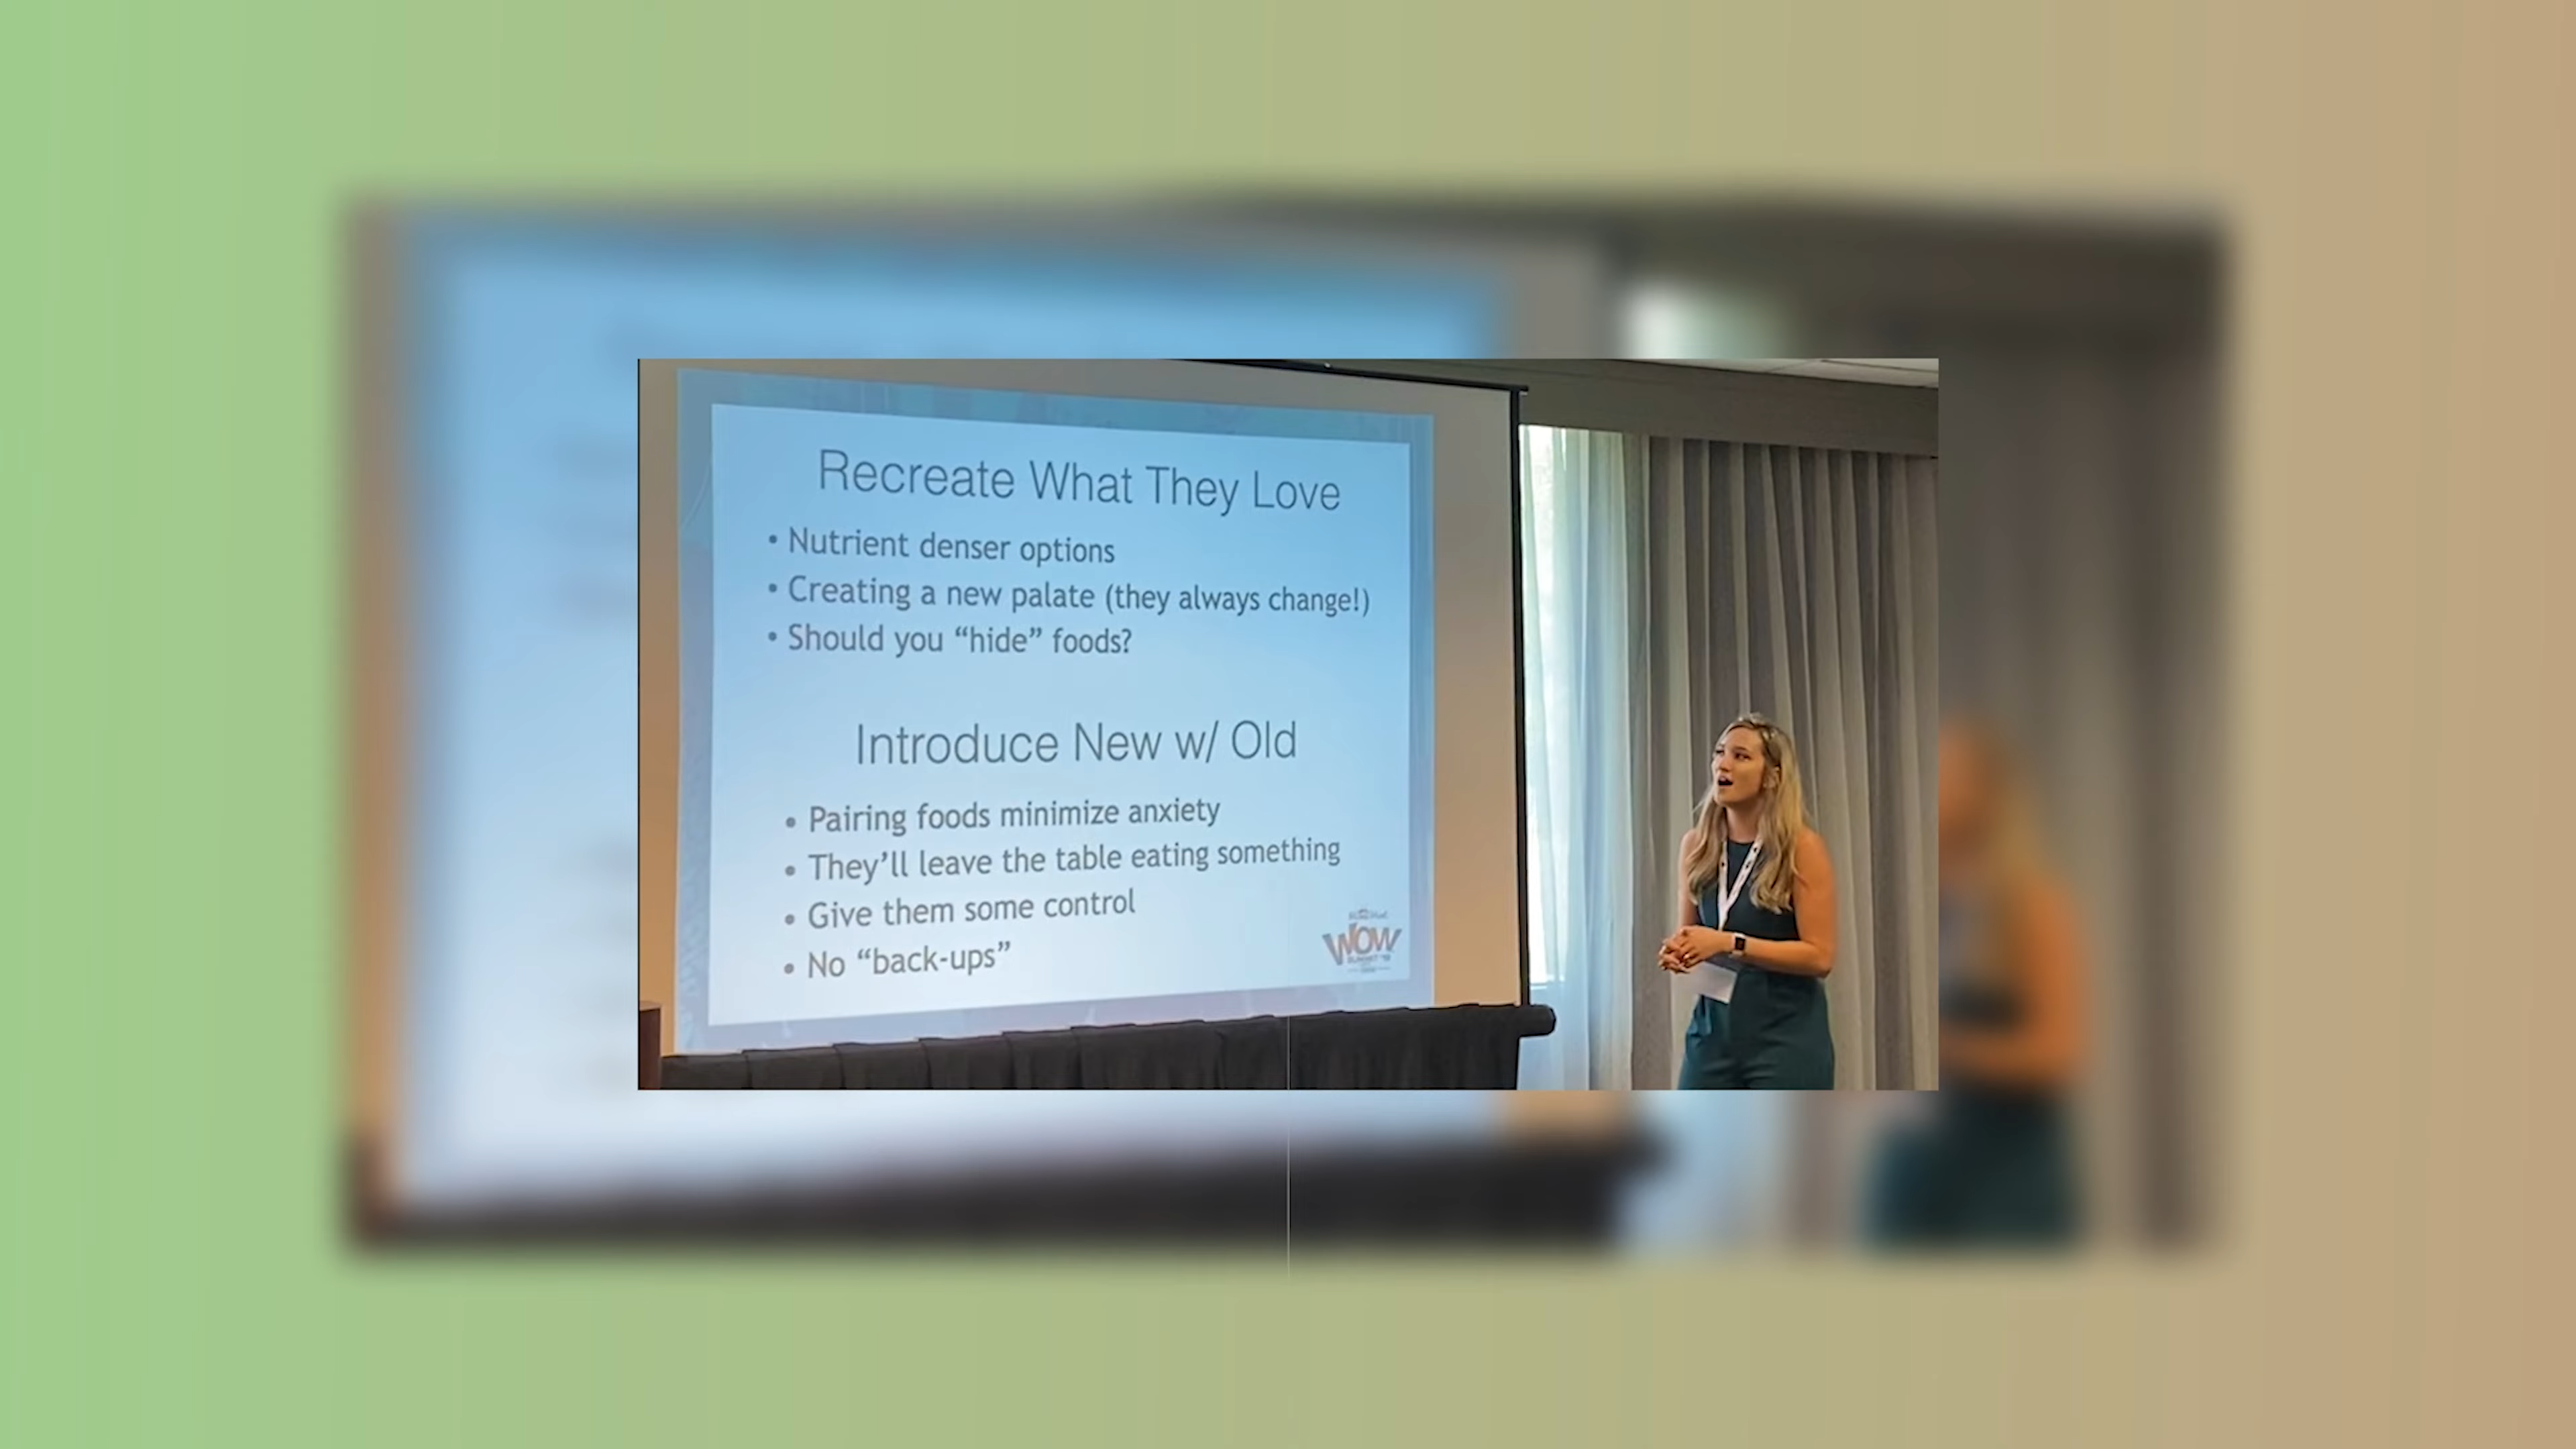 Recreate What They Love
• Nutrient denser options
• Creating a new palate (they always change!)
• Should you “hide” foods?
Introduce New w/ Old
• Pairing foods minimize anxiety
• They’ll leave the table eating something
• Give them some control
• No “back-ups”
WOW
SUMMIT